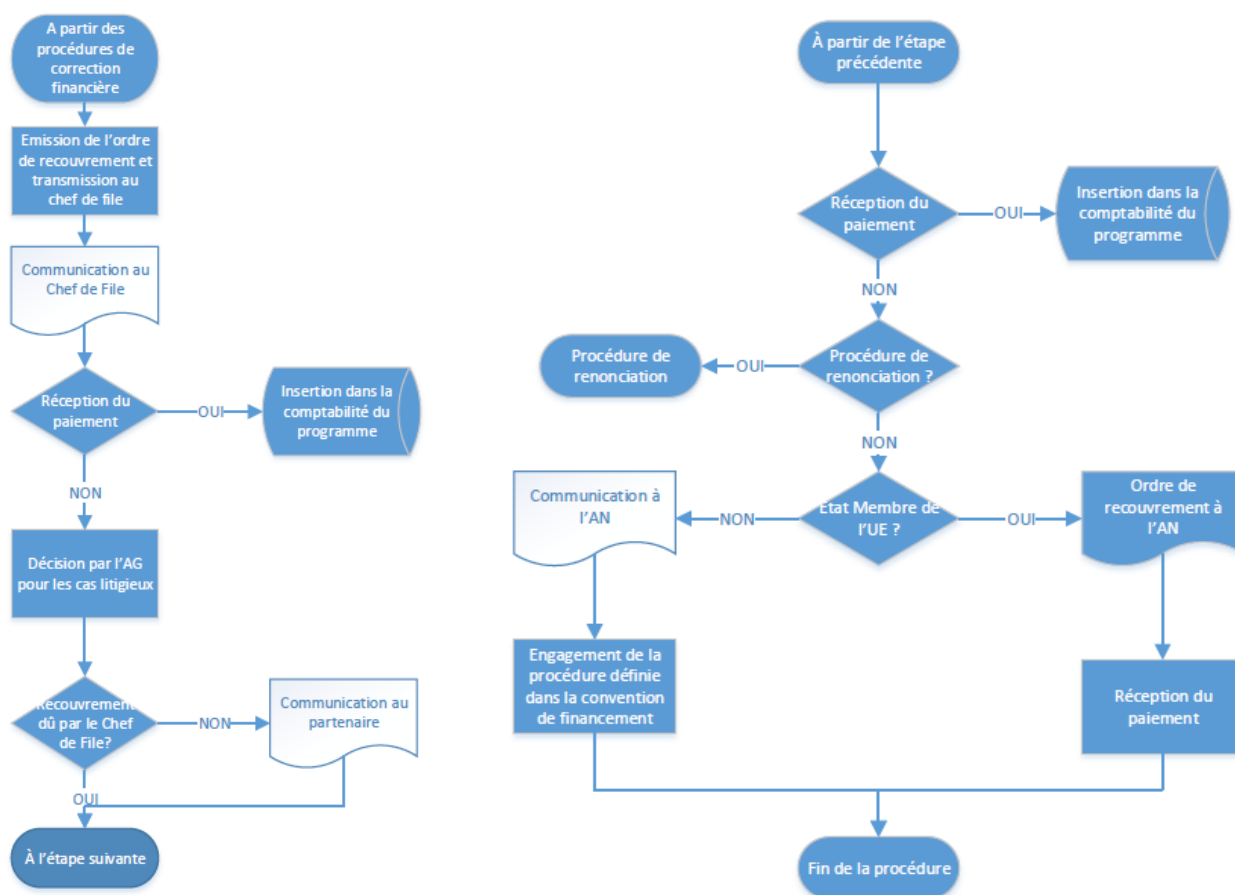 A partir des
procédures de
correction
financière
Emission de l'ordre
de recouvrement et
transmission au
chef de file
Communication au
Chef de File
Réception du
paiement
OUI
Insertion dans la
comptabilité du
programme
NON
Décision par l'AG
pour les cas litigieux
Recouvrement
dû par le Chef
de File?
NON
Communication au
partenaire
OUI
À l'étape suivante
À partir de l'étape
précédente
Réception du
paiement
OUI
Insertion dans la
comptabilité du
programme
NON
Procédure de
renonciation ?
OUI
Procédure de
renonciation
NON
Etat Membre de
l'UE ?
NON
Communication à
l'AN
OUI
Ordre de
recouvrement à
l'AN
Engagement de la
procédure définie
dans la convention
de financement
Réception du
paiement
Fin de la procédure